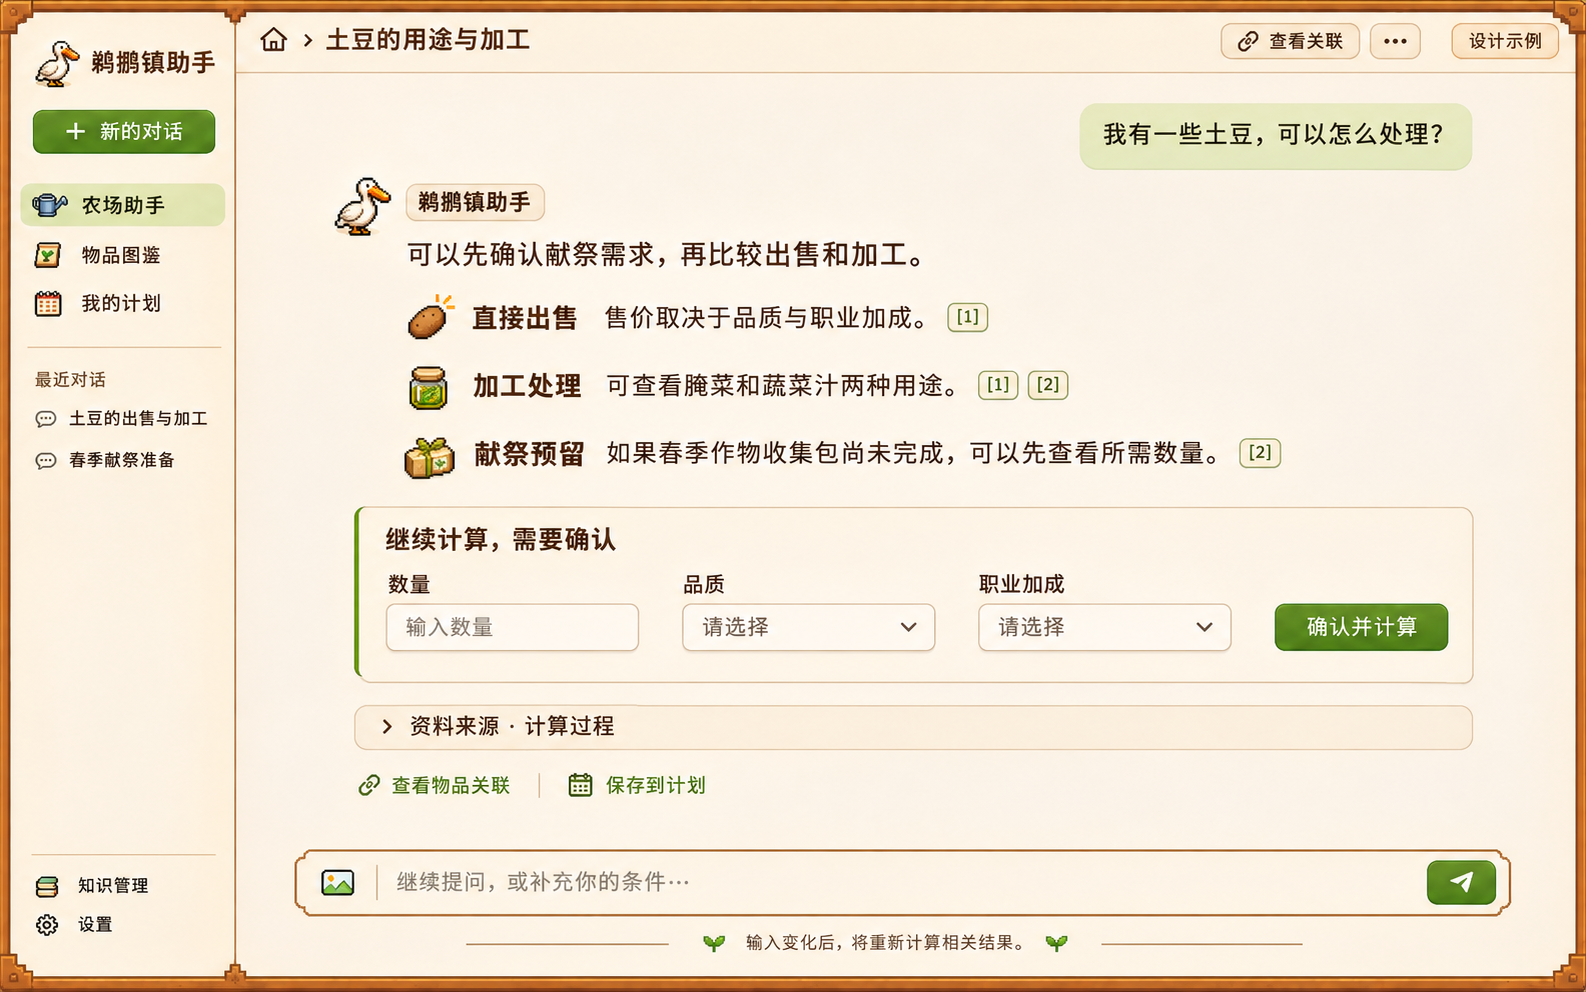 鹈鹕镇助手
+ 新的对话
农场助手
物品图鉴
我的计划
最近对话
土豆的出售与加工
春季献祭准备
知识管理
设置
土豆的用途与加工
查看关联
设计示例
我有一些土豆，可以怎么处理？
鹈鹕镇助手
可以先确认献祭需求，再比较出售和加工。
直接出售 售价取决于品质与职业加成。 [1]
加工处理 可查看腌菜和蔬菜汁两种用途。 [1] [2]
献祭预留 如果春季作物收集包尚未完成，可以先查看所需数量。 [2]
继续计算，需要确认
数量 品质 职业加成
输入数量 请选择 请选择 确认并计算
资料来源 · 计算过程
查看物品关联 保存到计划
继续提问，或补充你的条件…
输入变化后，将重新计算相关结果。